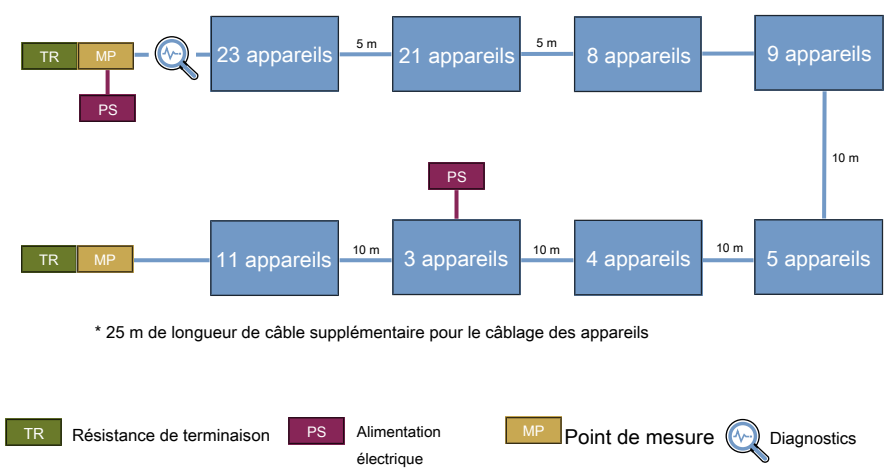 TR MP 23 appareils 5 m 21 appareils 5 m 8 appareils 9 appareils
PS
10 m
PS
TR MP 11 appareils 10 m 3 appareils 10 m 4 appareils 10 m 5 appareils
* 25 m de longueur de câble supplémentaire pour le câblage des appareils
TR Résistance de terminaison
PS Alimentation
électrique
MP Point de mesure
Diagnostics